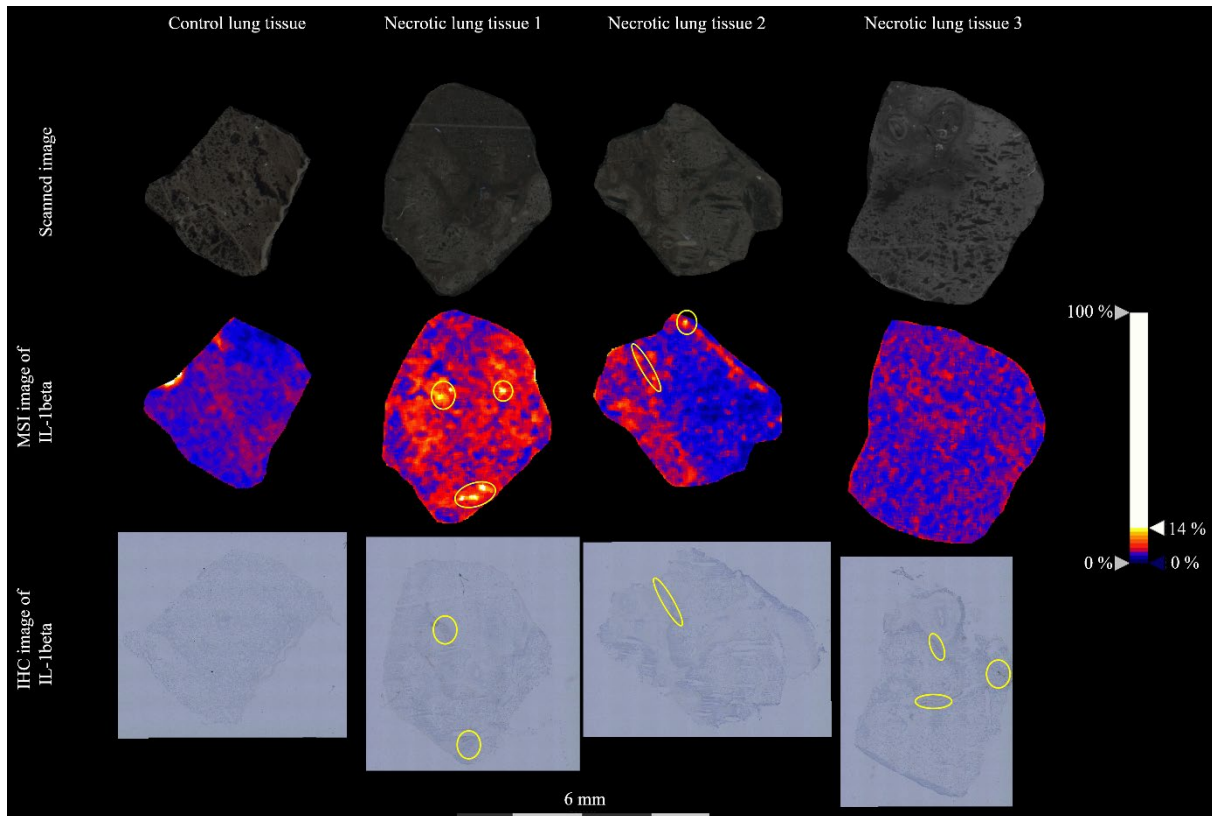 Control lung tissue
Necrotic lung tissue 1
Necrotic lung tissue 2
Necrotic lung tissue 3
Scanned image
MSI image of
IL-1beta
100 %
14 %
0 %
0 %
IHC image of
IL-1beta
6 mm